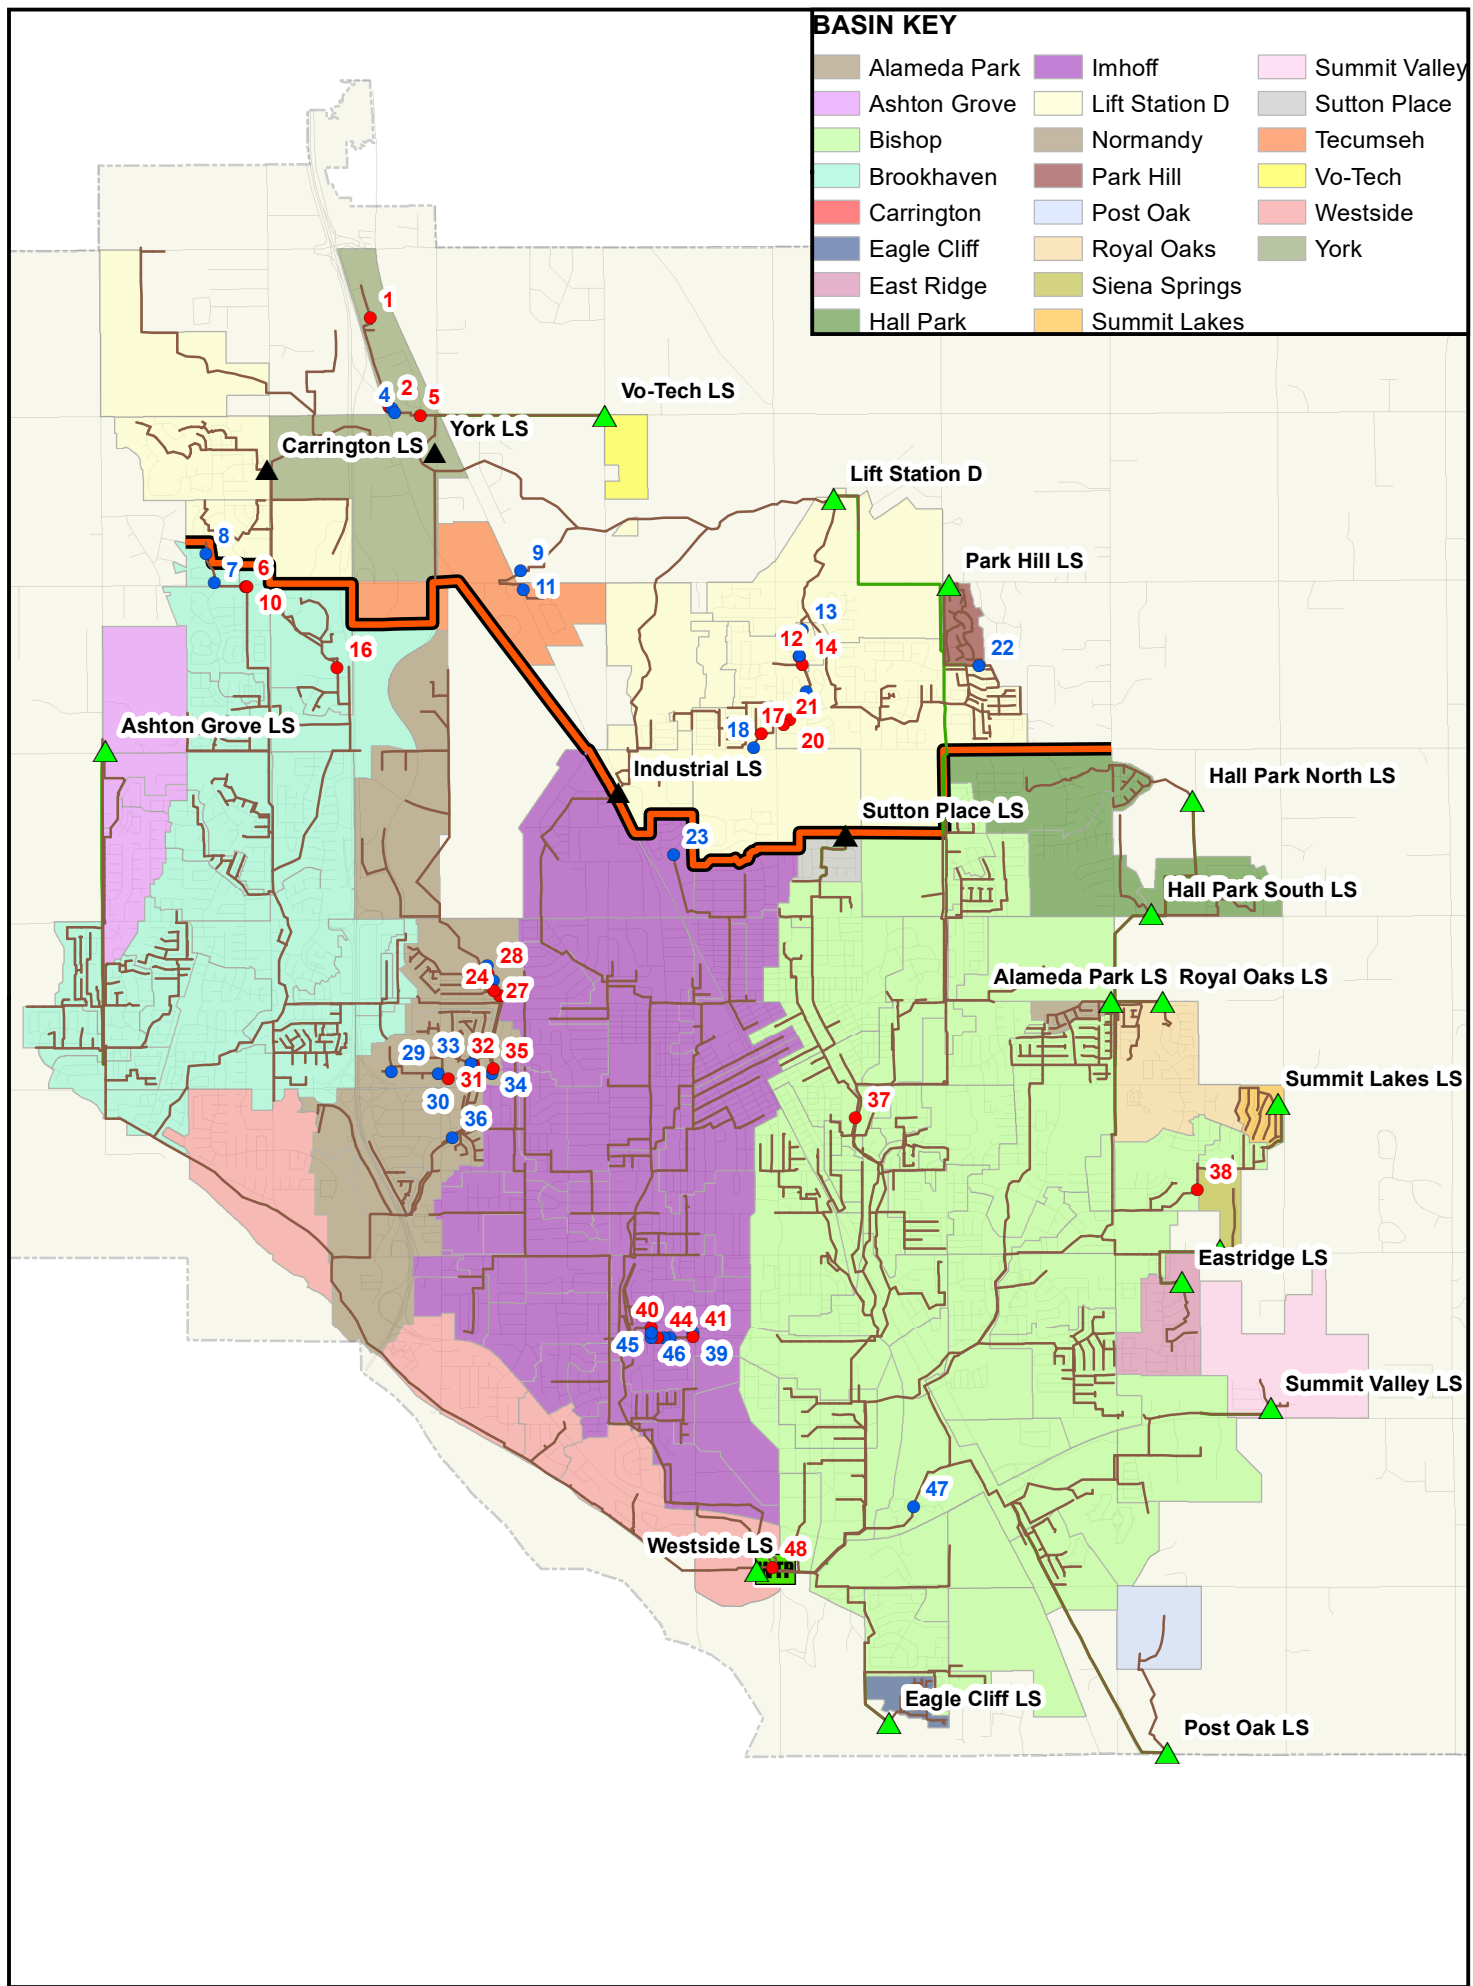 BASIN KEY
Alameda Park
Ashton Grove
Bishop
Brookhaven
Carrington
Eagle Cliff
East Ridge
Hall Park
Imhoff
Lift Station D
Normandy
Park Hill
Post Oak
Royal Oaks
Siena Springs
Summit Lakes
Summit Valley
Sutton Place
Tecumseh
Vo-Tech
Westside
York
1
4
2
5
Vo-Tech LS
York LS
Carrington LS
Lift Station D
8
9
7
6
11
Park Hill LS
10
13
12
14
16
22
17
21
18
20
Ashton Grove LS
Industrial LS
Hall Park North LS
Sutton Place LS
23
Hall Park South LS
28
24
27
Alameda Park LS
Royal Oaks LS
29
33
32
35
31
34
30
36
Summit Lakes LS
37
38
Eastridge LS
40
44
41
45
46
39
Summit Valley LS
47
Westside LS
48
Eagle Cliff LS
Post Oak LS